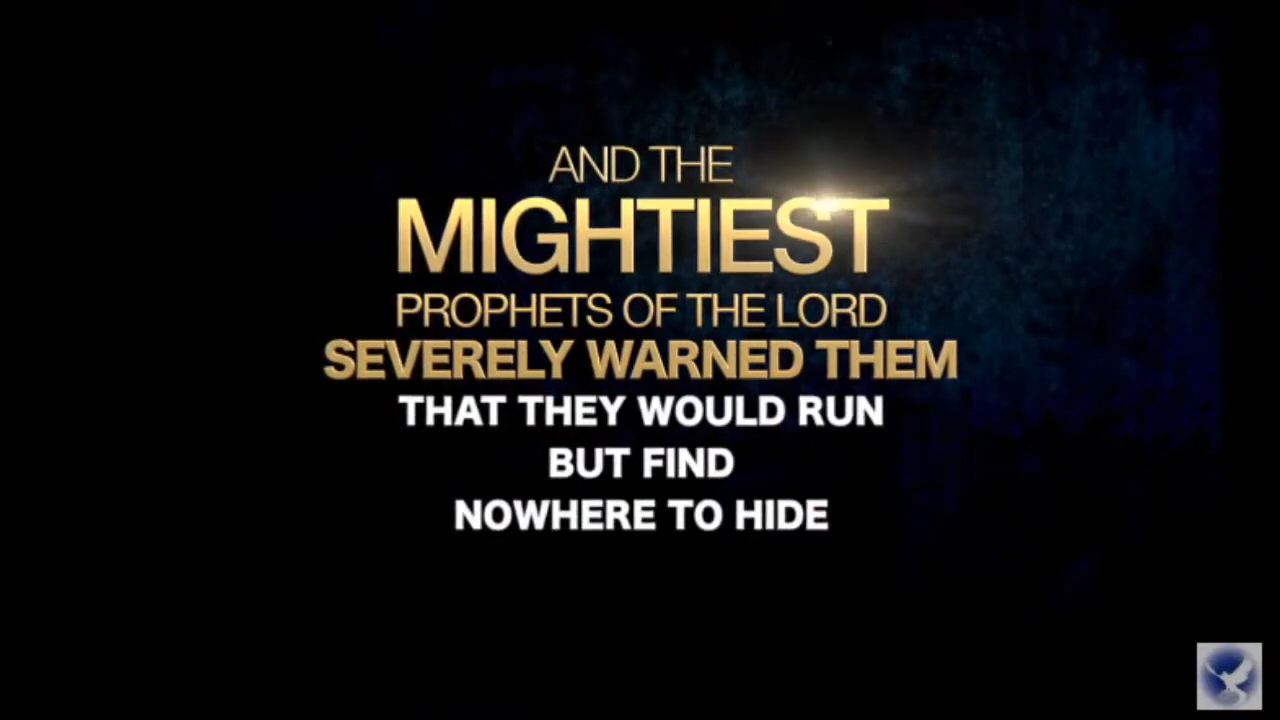 AND THE
MIGHTIEST
PROPHETS OF THE LORD
SEVERELY WARNED THEM
THAT THEY WOULD RUN
BUT FIND
NOWHERE TO HIDE